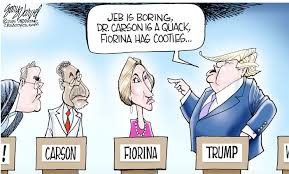 JEB IS BORING,
DR. CARSON IS A QUACK,
FIORINA HAS COOTIES...
!
CARSON
FIORINA
TRUMP